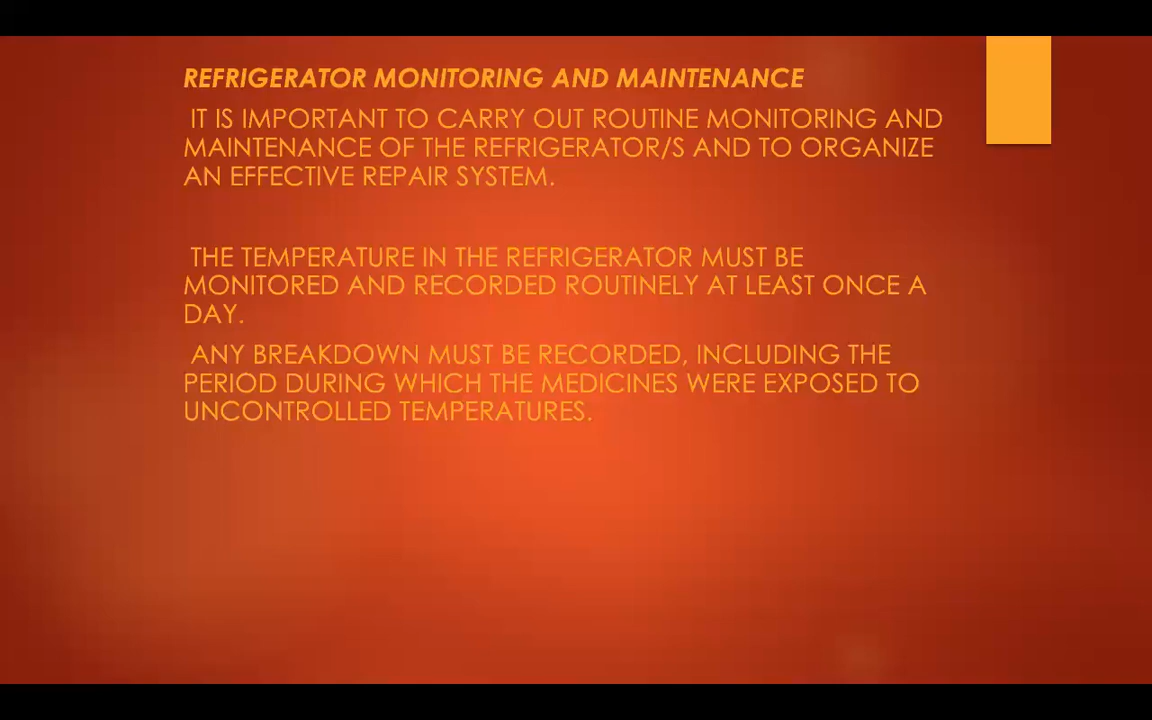 REFRIGERATOR MONITORING AND MAINTENANCE
IT IS IMPORTANT TO CARRY OUT ROUTINE MONITORING AND
MAINTENANCE OF THE REFRIGERATOR/S AND TO ORGANIZE
AN EFFECTIVE REPAIR SYSTEM.
THE TEMPERATURE IN THE REFRIGERATOR MUST BE
MONITORED AND RECORDED ROUTINELY AT LEAST ONCE A
DAY.
ANY BREAKDOWN MUST BE RECORDED, INCLUDING THE
PERIOD DURING WHICH THE MEDICINES WERE EXPOSED TO
UNCONTROLLED TEMPERATURES.